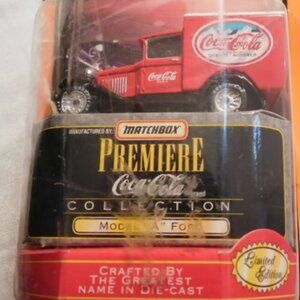 Coca-Cola
Coca-Cola
MANUFACTURED BY:
MATCHBOX
PREMIERE
Coca-Cola
brand
COLLECTION
MODEL "A" FORD
CRAFTED BY
THE GREATEST
NAME IN DIE-CAST
Limited
Edition